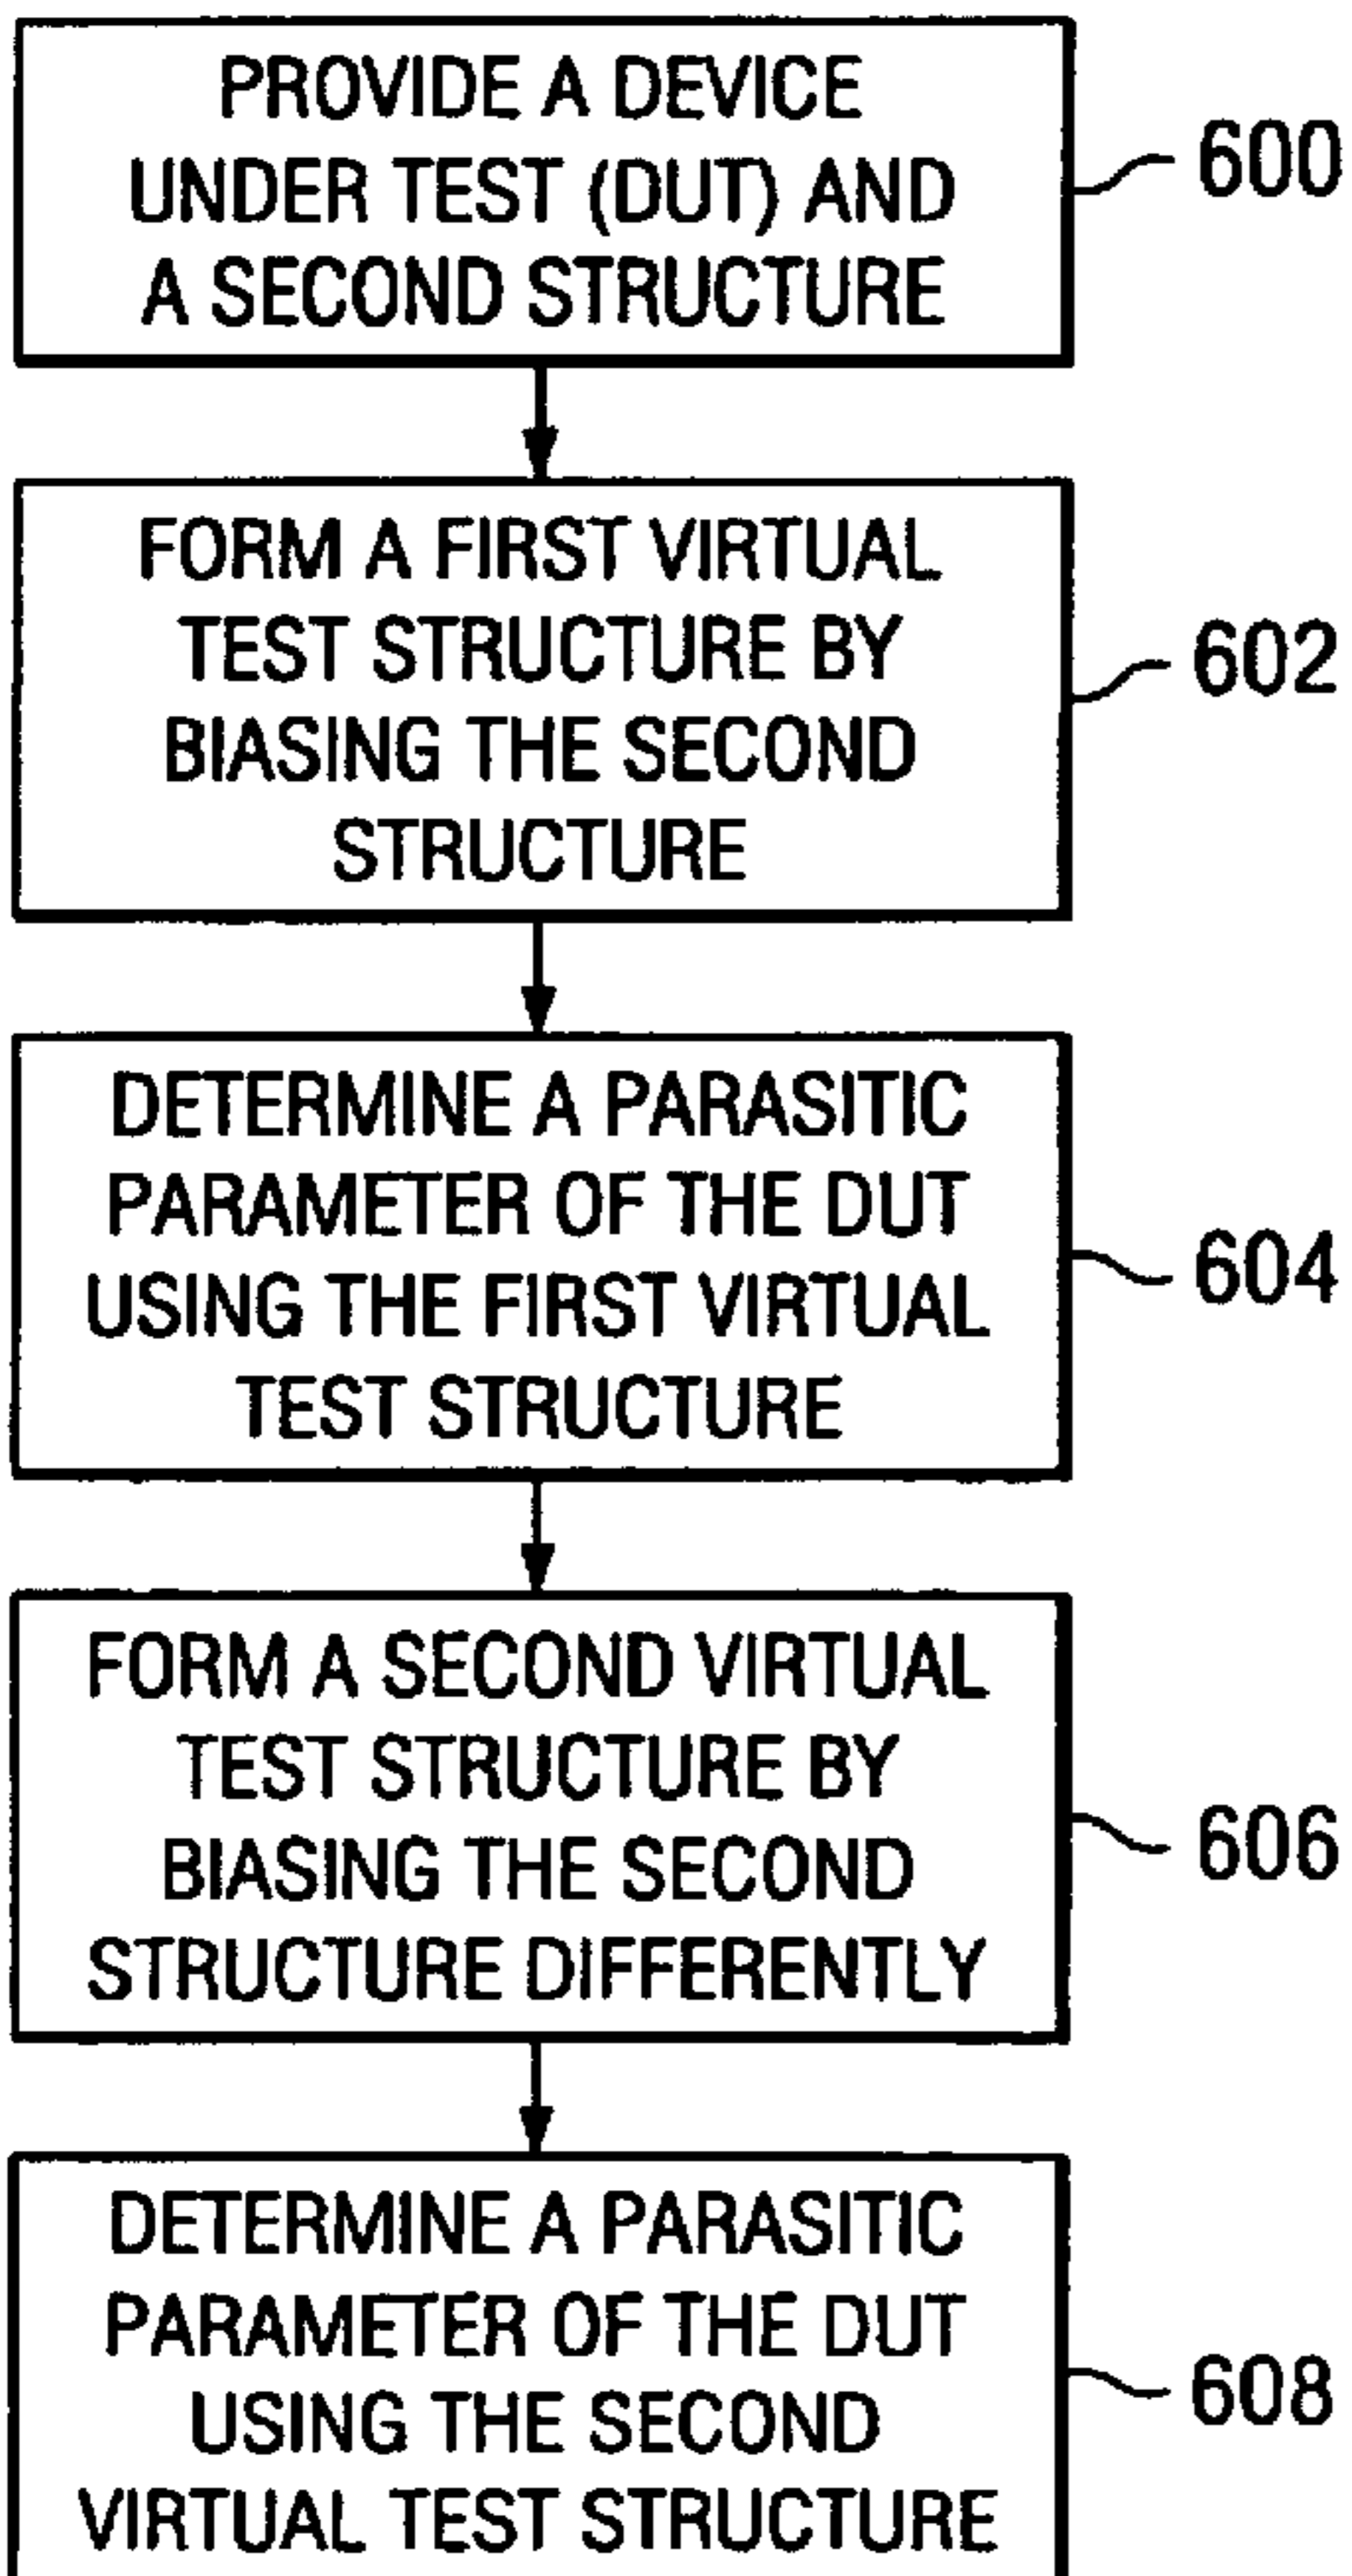 PROVIDE A DEVICE
UNDER TEST (DUT) AND
A SECOND STRUCTURE
600
FORM A FIRST VIRTUAL
TEST STRUCTURE BY
BIASING THE SECOND
STRUCTURE
602
DETERMINE A PARASITIC
PARAMETER OF THE DUT
USING THE FIRST VIRTUAL
TEST STRUCTURE
604
FORM A SECOND VIRTUAL
TEST STRUCTURE BY
BIASING THE SECOND
STRUCTURE DIFFERENTLY
606
DETERMINE A PARASITIC
PARAMETER OF THE DUT
USING THE SECOND
VIRTUAL TEST STRUCTURE
608